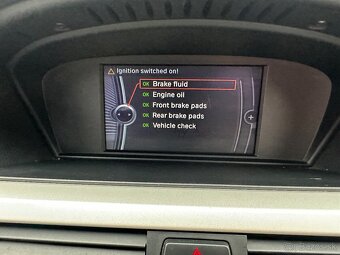 Ignition switched on!
OK Brake fluid
OK Engine oil
OK Front brake pads
OK Rear brake pads
OK Vehicle check